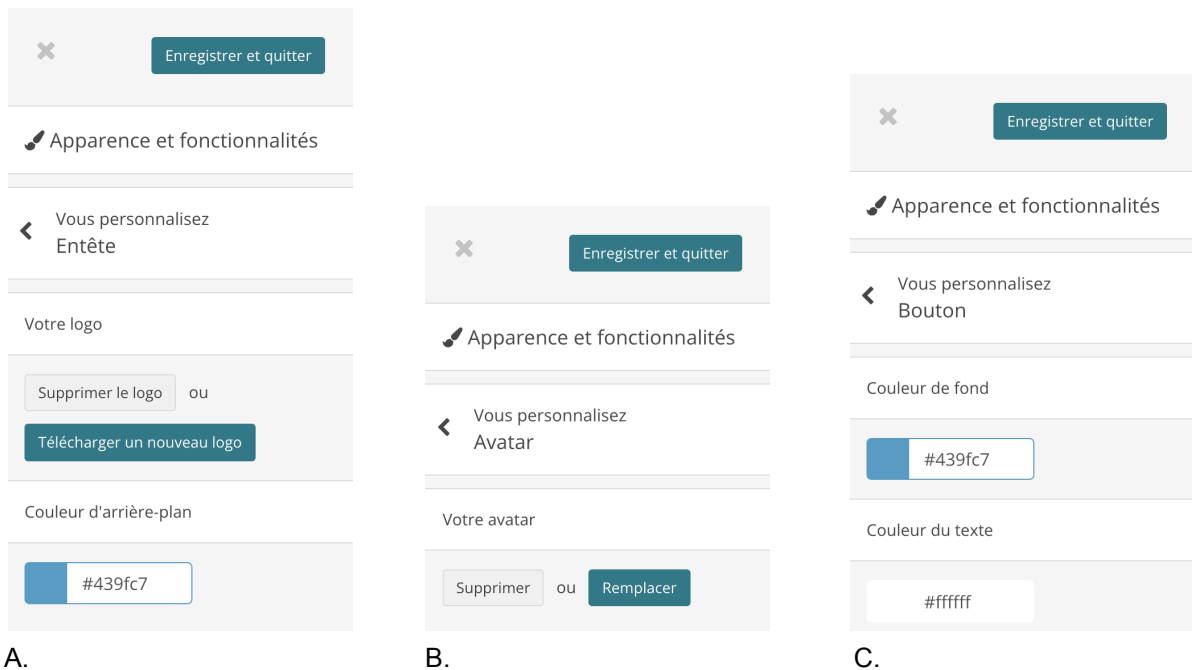 Enregistrer et quitter
Apparence et fonctionnalités
Vous personnalisez
Entête
Votre logo
Supprimer le logo ou
Télécharger un nouveau logo
Couleur d'arrière-plan
#439fc7
A.
Enregistrer et quitter
Apparence et fonctionnalités
Vous personnalisez
Avatar
Votre avatar
Supprimer ou Remplacer
B.
Enregistrer et quitter
Apparence et fonctionnalités
Vous personnalisez
Bouton
Couleur de fond
#439fc7
Couleur du texte
#ffffff
C.